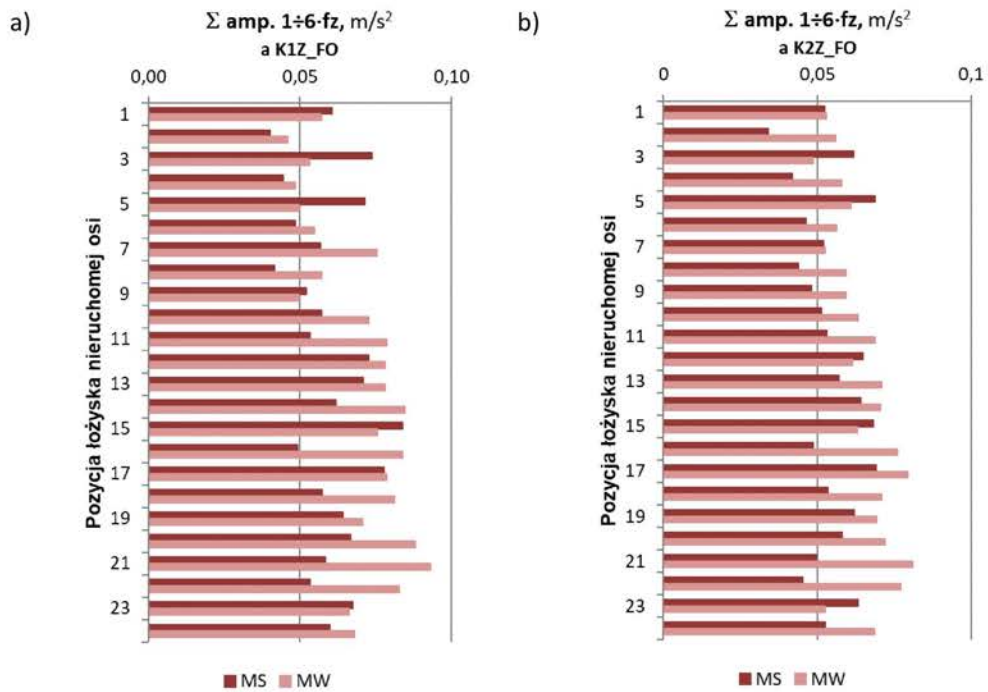 a)
Σ amp. 1÷6·fz, m/s²
a K1Z_FO
0,00 0,05 0,10
Pozycja łożyska nieruchomej osi
1
3
5
7
9
11
13
15
17
19
21
23
MS MW
b)
Σ amp. 1÷6·fz, m/s²
a K2Z_FO
0 0,05 0,1
Pozycja łożyska nieruchomej osi
1
3
5
7
9
11
13
15
17
19
21
23
MS MW